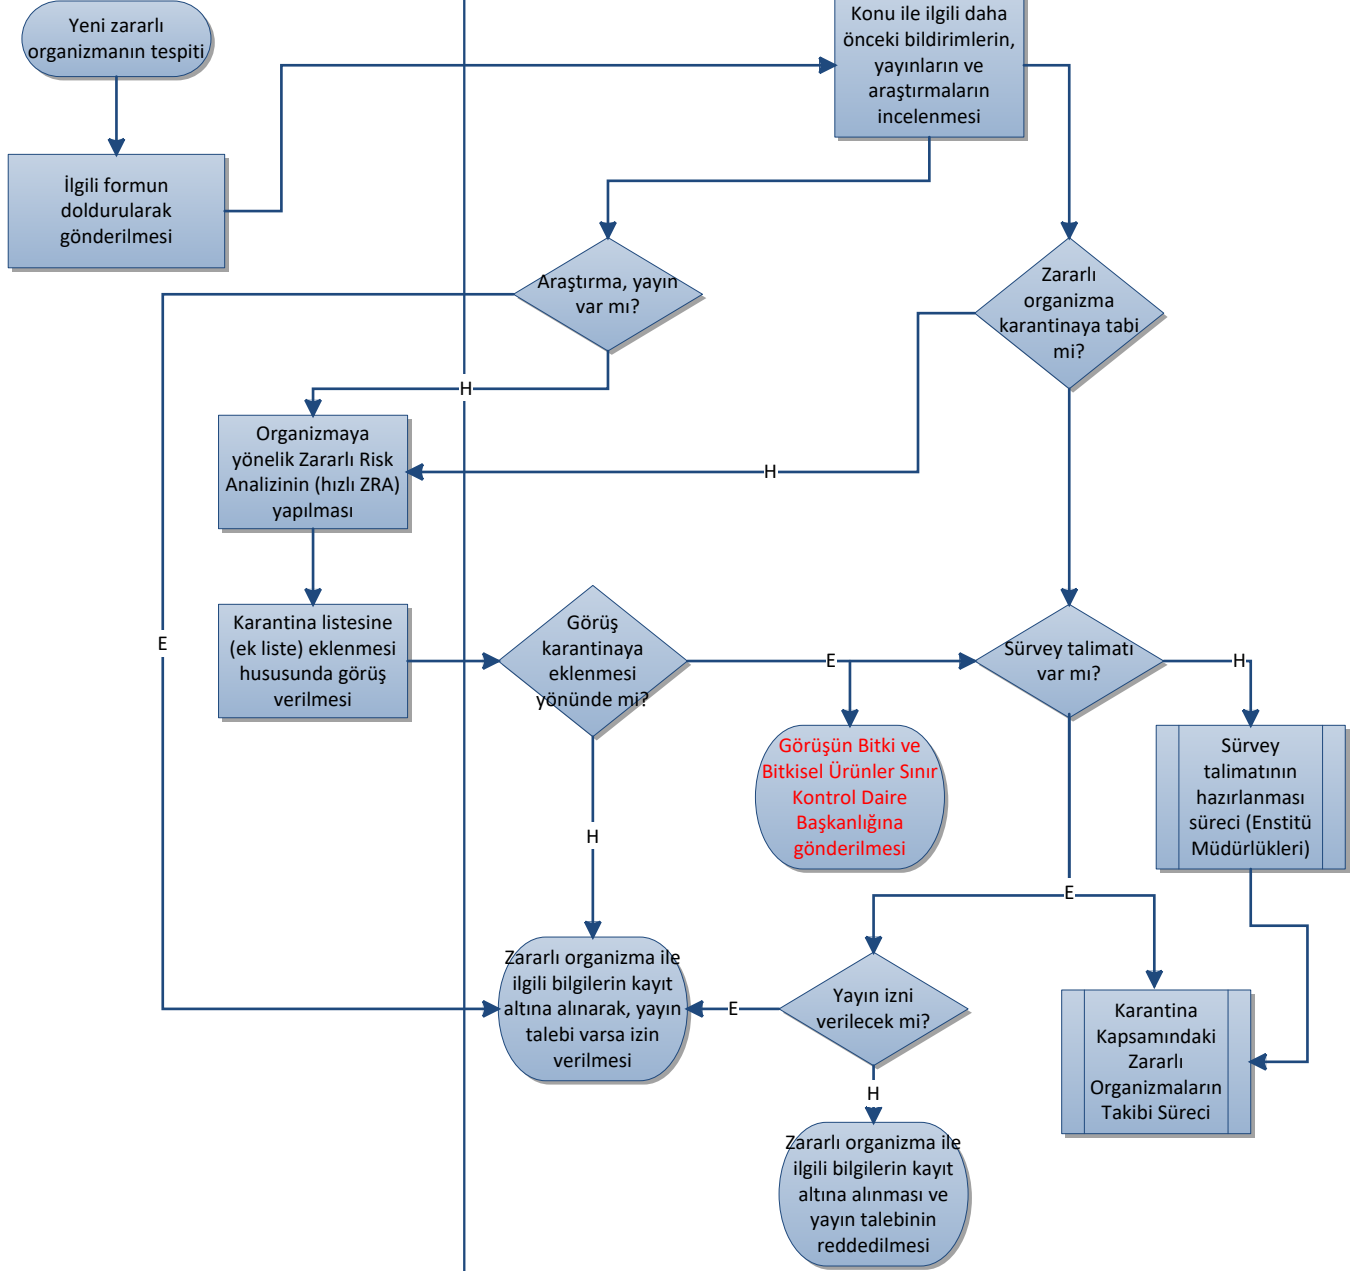 Yeni zararlı
organizmanın tespiti
Konu ile ilgili daha
önceki bildirimlerin,
yayınların ve
araştırmaların
incelenmesi
İlgili formun
doldurularak
gönderilmesi
Araştırma, yayın
var mı?
Zararlı
organizma
karantinaya tabi
mi?
H
Organizmaya
yönelik Zararlı Risk
Analizinin (hızlı ZRA)
yapılması
H
Karantina listesine
(ek liste) eklenmesi
hususunda görüş
verilmesi
E
Görüş
karantinaya
eklenmesi
yönünde mi?
E
Sürvey talimatı
var mı?
H
Görüşün Bitki ve
Bitkisel Ürünler Sınır
Kontrol Daire
Başkanlığına
gönderilmesi
Sürvey
talimatının
hazırlanması
süreci (Enstitü
Müdürlükleri)
H
E
Zararlı organizma ile
ilgili bilgilerin kayıt
altına alınarak, yayın
talebi varsa izin
verilmesi
E
Yayın izni
verilecek mi?
Karantina
Kapsamındaki
Zararlı
Organizmaların
Takibi Süreci
H
Zararlı organizma ile
ilgili bilgilerin kayıt
altına alınması ve
yayın talebinin
reddedilmesi